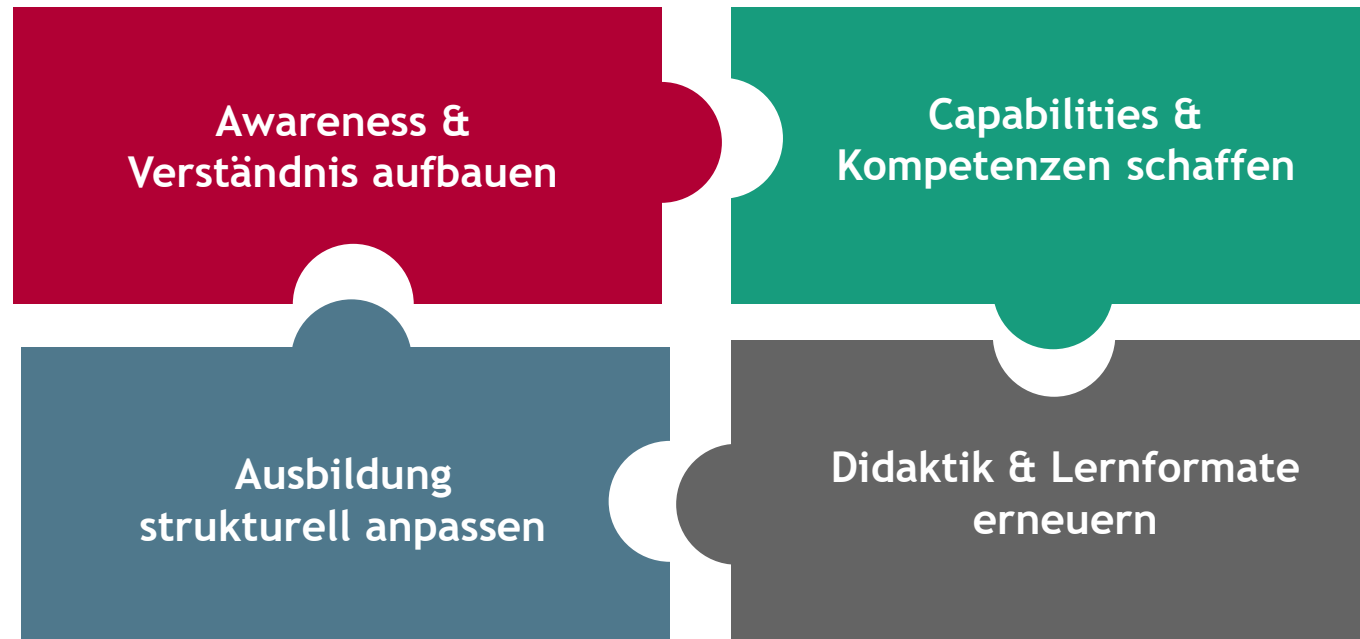 Awareness &
Verständnis aufbauen
Capabilities &
Kompetenzen schaffen
Ausbildung
strukturell anpassen
Didaktik & Lernformate
erneuern